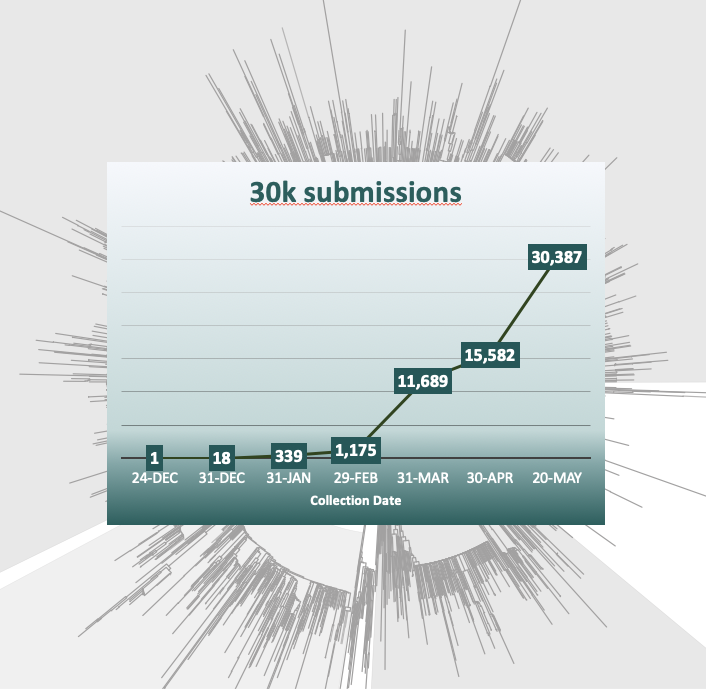 30k submissions
30,387
15,582
11,689
1,175
339
18
1
24-DEC 31-DEC 31-JAN 29-FEB 31-MAR 30-APR 20-MAY
Collection Date